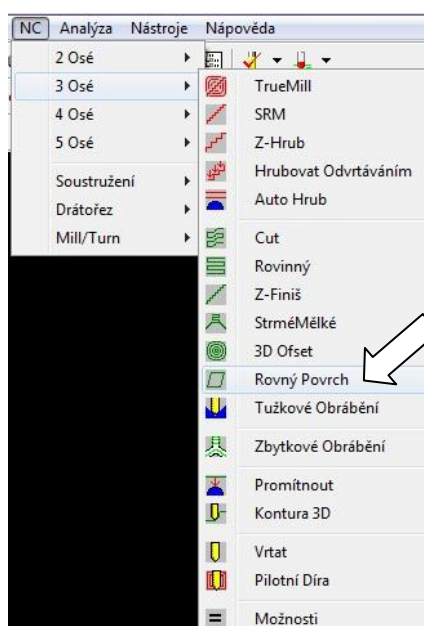 NC Analýza Nástroje Nápověda
2 Osé
3 Osé
4 Osé
5 Osé
Soustružení
Drátořez
Mill/Turn
TrueMill
SRM
Z-Hrub
Hrubovat Odvrtáváním
Auto Hrub
Cut
Rovinný
Z-Finiš
StrméMělké
3D Ofset
Rovný Povrch
Tužkové Obrábění
Zbytkové Obrábění
Promítnout
Kontura 3D
Vrtat
Pilotní Díra
Možnosti